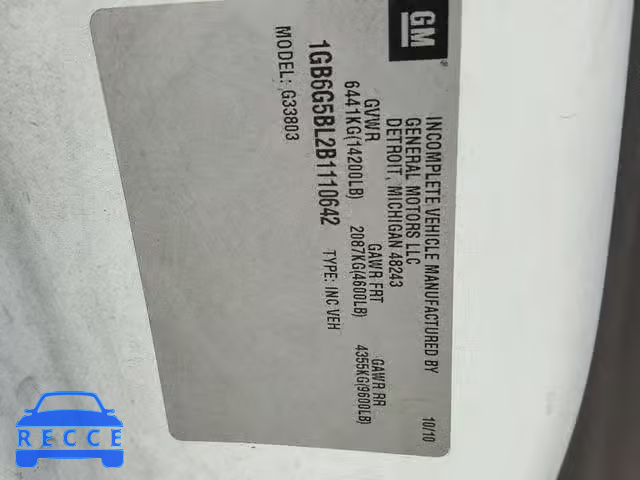 GM
®
INCOMPLETE VEHICLE MANUFACTURED BY
GENERAL MOTORS LLC
DETROIT, MICHIGAN 48243
10/10
GVWR GAWR FRT GAWR RR
6441KG(14200LB) 2087KG(4600LB) 4355KG(9600LB)
1GB6G5BL2B1110642 TYPE: INC VEH
MODEL: G33803
RECCE